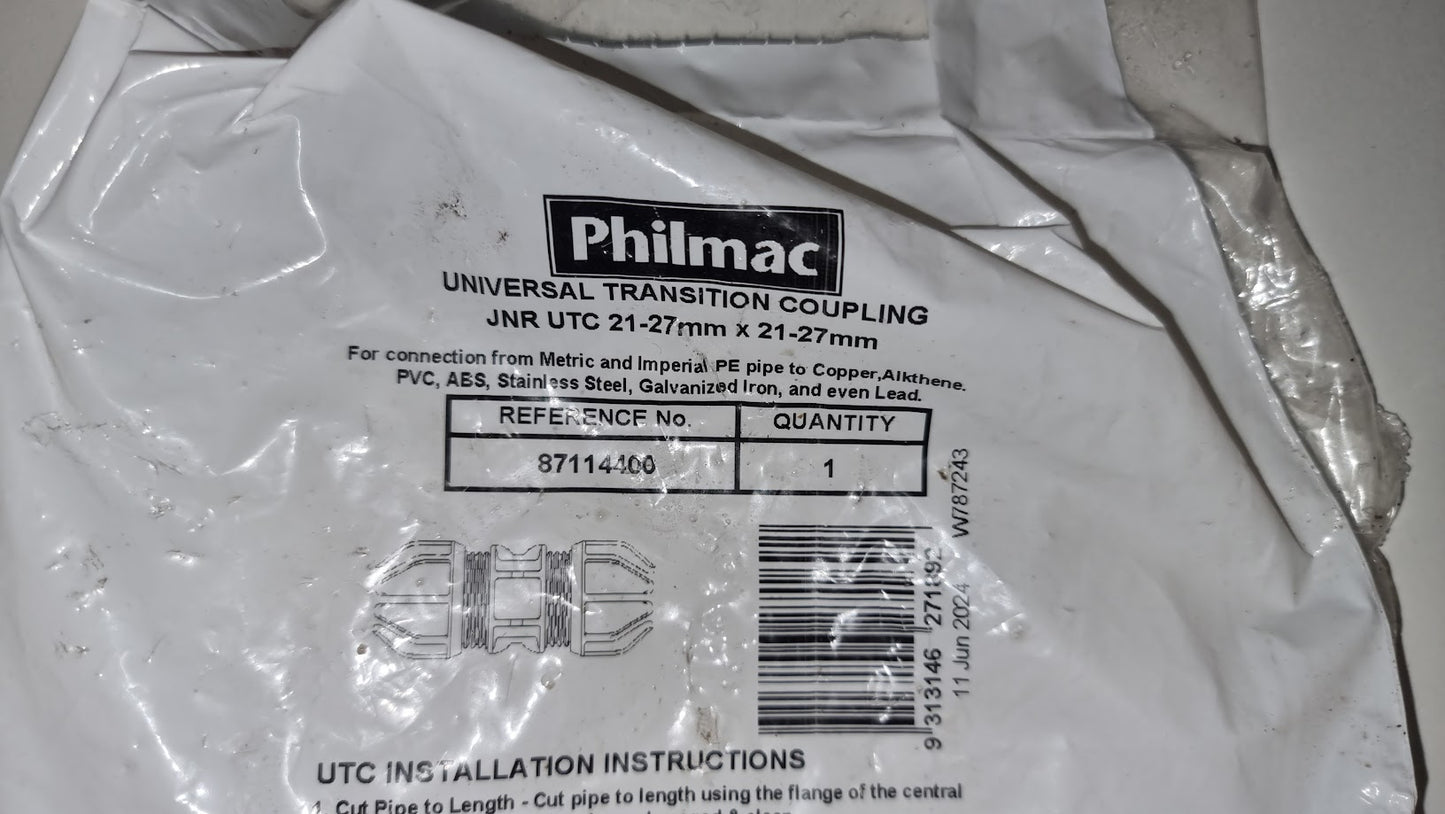 Philmac
UNIVERSAL TRANSITION COUPLING
JNR UTC 21-27mm x 21-27mm
For connection from Metric and Imperial PE pipe to Copper,Alkthene.
PVC, ABS, Stainless Steel, Galvanized Iron, and even Lead.
REFERENCE No. QUANTITY
87114400 1
9 313146 271892
11 Jun 2024 W787243
UTC INSTALLATION INSTRUCTIONS
1. Cut Pipe to Length - Cut pipe to length using the flange of the central